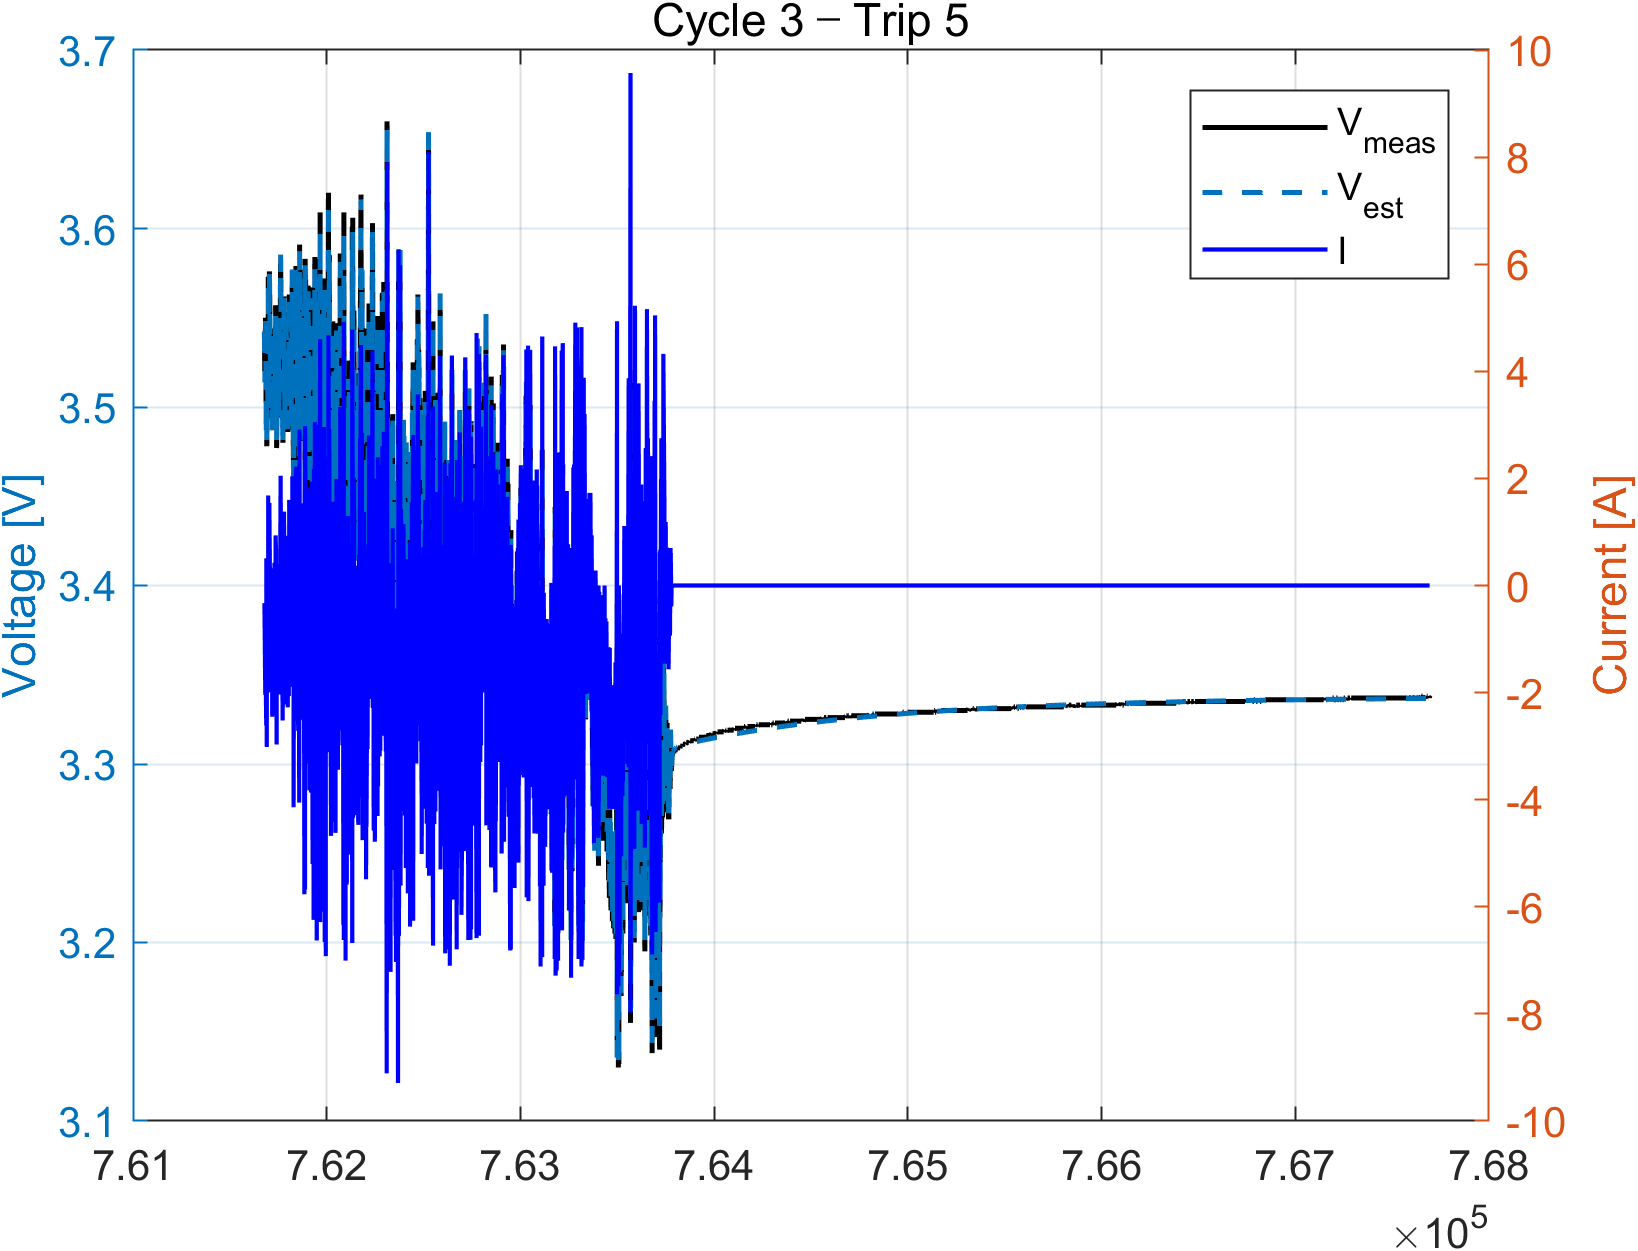 Cycle 3 – Trip 5
Voltage [V]
3.7
3.6
3.5
3.4
3.3
3.2
3.1
V_meas
V_est
I
10
8
6
4
2
0
-2
-4
-6
-8
-10
Current [A]
7.61 7.62 7.63 7.64 7.65 7.66 7.67 7.68
×10^5